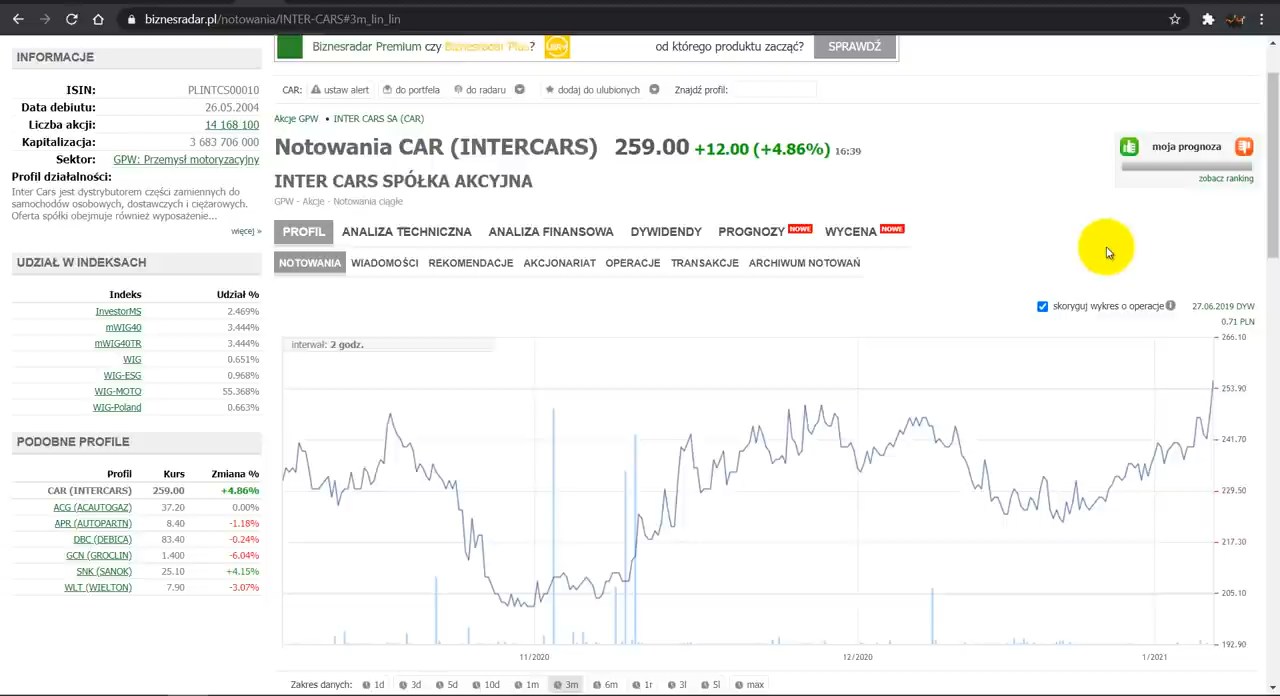 biznesradar.pl/notowania/INTER-CARS#3m_lin_lin
Biznesradar Premium czy Biznesradar Plus?
od którego produktu zacząć?
SPRAWDŹ
INFORMACJE
ISIN: PLINTCS00010
Data debiutu: 26.05.2004
Liczba akcji: 14 168 100
Kapitalizacja: 3 683 706 000
Sektor: GPW: Przemysł motoryzacyjny
Profil działalności:
Inter Cars jest dystrybutorem części zamiennych do
samochodów osobowych, dostawczych i ciężarowych.
Oferta spółki obejmuje również wyposażenie...
więcej »
UDZIAŁ W INDEKSACH
Indeks Udział %
InvestorMS 2.469%
mWIG40 3.444%
mWIG40TR 3.444%
WIG 0.651%
WIG-ESG 0.968%
WIG-MOTO 55.368%
WIG-Poland 0.663%
PODOBNE PROFILE
Profil Kurs Zmiana %
CAR (INTERCARS) 259.00 +4.86%
ACG (ACAUTOGAZ) 37.20 0.00%
APR (AUTOPARTN) 8.40 -1.18%
DBC (DEBICA) 83.40 -0.24%
GCN (GROCLIN) 1.400 -6.04%
SNK (SANOK) 25.10 +4.15%
WLT (WIELTON) 7.90 -3.07%
CAR: ustaw alert do portfela do radaru dodaj do ulubionych Znajdź profil:
Akcje GPW • INTER CARS SA (CAR)
Notowania CAR (INTERCARS) 259.00 +12.00 (+4.86%) 16:39
INTER CARS SPÓŁKA AKCYJNA
GPW - Akcje - Notowania ciągłe
moja prognoza
zobacz ranking
PROFIL ANALIZA TECHNICZNA ANALIZA FINANSOWA DYWIDENDY PROGNOZY NOWE WYCENA NOWE
NOTOWANIA WIADOMOŚCI REKOMENDACJE AKCJONARIAT OPERACJE TRANSAKCJE ARCHIWUM NOTOWAŃ
skoryguj wykres o operacje 27.06.2019 DYW
0.71 PLN
interwał: 2 godz.
266.10
253.90
241.70
229.50
217.30
205.10
192.90
11/2020 12/2020 1/2021
Zakres danych: 1d 3d 5d 10d 1m 3m 6m 1r 3l 5l max